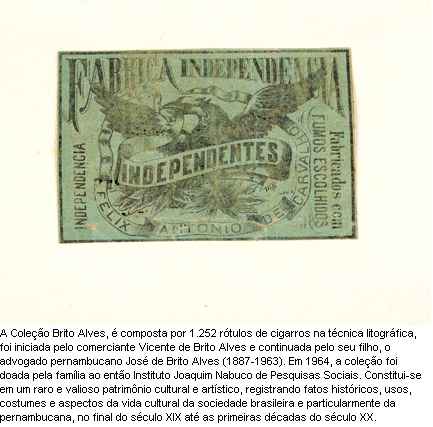 FABRICA INDEPENDENCIA
INDEPENDENCIA
INDEPENDENTES
FELIX ANTONIO DE CARVALHO
Fabricados com
FUMOS ESCOLHIDOS
A Coleção Brito Alves, é composta por 1.252 rótulos de cigarros na técnica litográfica,
foi iniciada pelo comerciante Vicente de Brito Alves e continuada pelo seu filho, o
advogado pernambucano José de Brito Alves (1887-1963). Em 1964, a coleção foi
doada pela família ao então Instituto Joaquim Nabuco de Pesquisas Sociais. Constitui-se
em um raro e valioso patrimônio cultural e artístico, registrando fatos históricos, usos,
costumes e aspectos da vida cultural da sociedade brasileira e particularmente da
pernambucana, no final do século XIX até as primeiras décadas do século XX.